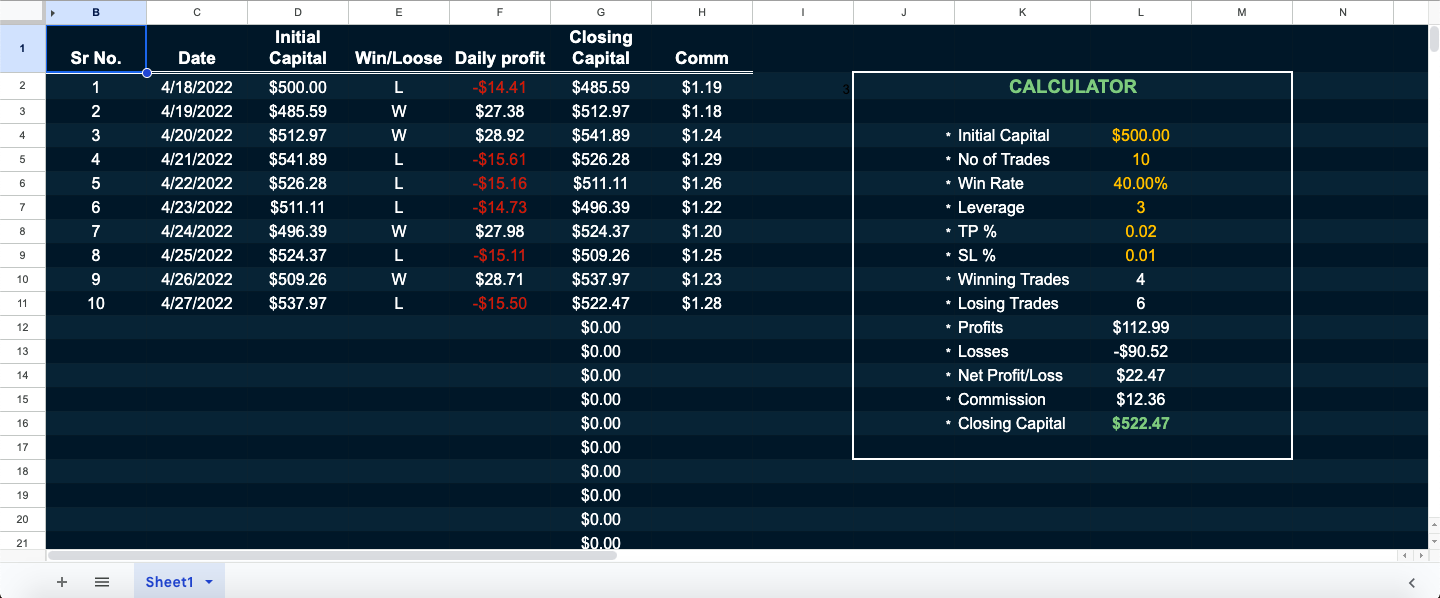 B C D E F G H I J K L M N
1 Sr No. Date Initial Capital Win/Loose Daily profit Closing Capital Comm
2 1 4/18/2022 $500.00 L -$14.41 $485.59 $1.19 3 CALCULATOR
3 2 4/19/2022 $485.59 W $27.38 $512.97 $1.18
4 3 4/20/2022 $512.97 W $28.92 $541.89 $1.24 * Initial Capital $500.00
5 4 4/21/2022 $541.89 L -$15.61 $526.28 $1.29 * No of Trades 10
6 5 4/22/2022 $526.28 L -$15.16 $511.11 $1.26 * Win Rate 40.00%
7 6 4/23/2022 $511.11 L -$14.73 $496.39 $1.22 * Leverage 3
8 7 4/24/2022 $496.39 W $27.98 $524.37 $1.20 * TP % 0.02
9 8 4/25/2022 $524.37 L -$15.11 $509.26 $1.25 * SL % 0.01
10 9 4/26/2022 $509.26 W $28.71 $537.97 $1.23 * Winning Trades 4
11 10 4/27/2022 $537.97 L -$15.50 $522.47 $1.28 * Losing Trades 6
12 $0.00 * Profits $112.99
13 $0.00 * Losses -$90.52
14 $0.00 * Net Profit/Loss $22.47
15 $0.00 * Commission $12.36
16 $0.00 * Closing Capital $522.47
17 $0.00
18 $0.00
19 $0.00
20 $0.00
21 $0.00
Sheet1